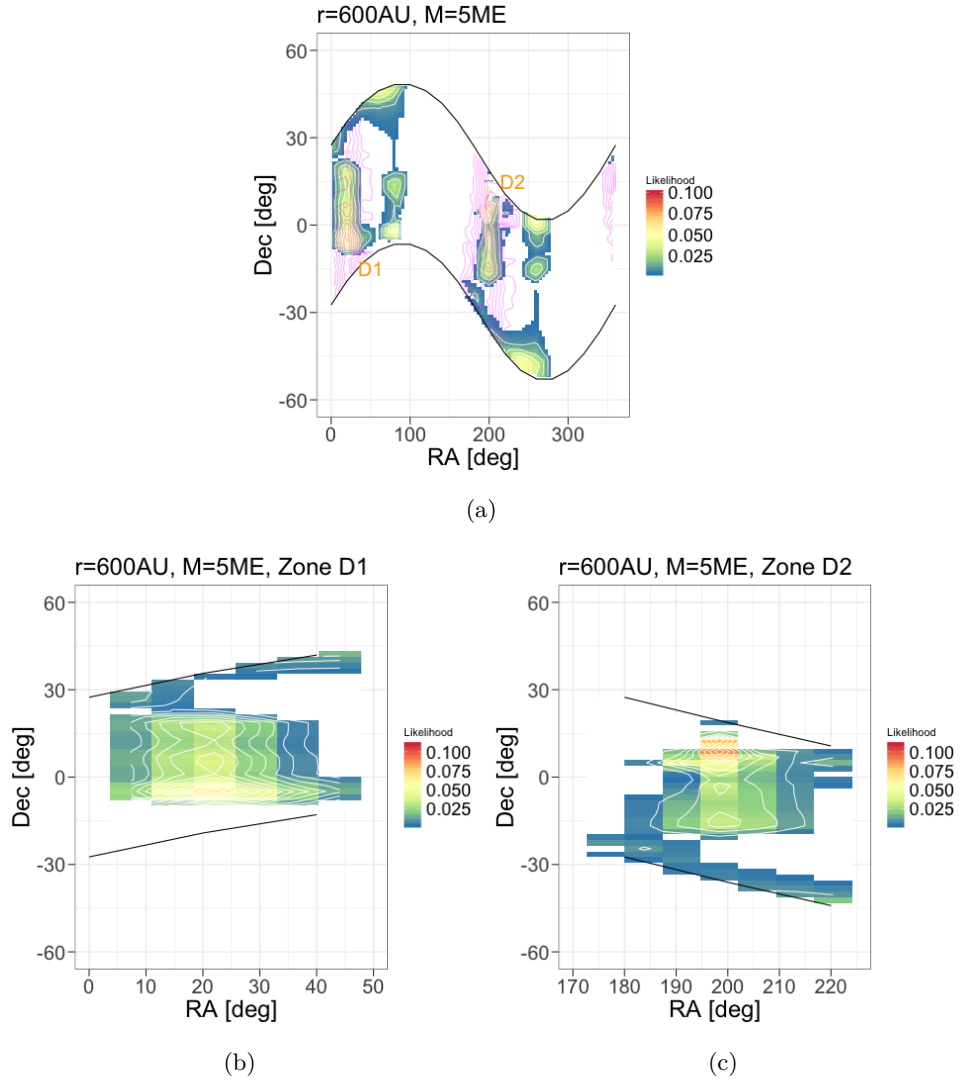 r=600AU, M=5ME
60
30
0
-30
-60
Dec [deg]
D1
D2
0 100 200 300
RA [deg]
Likelihood
0.100
0.075
0.050
0.025
(a)
r=600AU, M=5ME, Zone D1
60
30
0
-30
-60
Dec [deg]
0 10 20 30 40 50
RA [deg]
Likelihood
0.100
0.075
0.050
0.025
(b)
r=600AU, M=5ME, Zone D2
60
30
0
-30
-60
Dec [deg]
170 180 190 200 210 220
RA [deg]
Likelihood
0.100
0.075
0.050
0.025
(c)